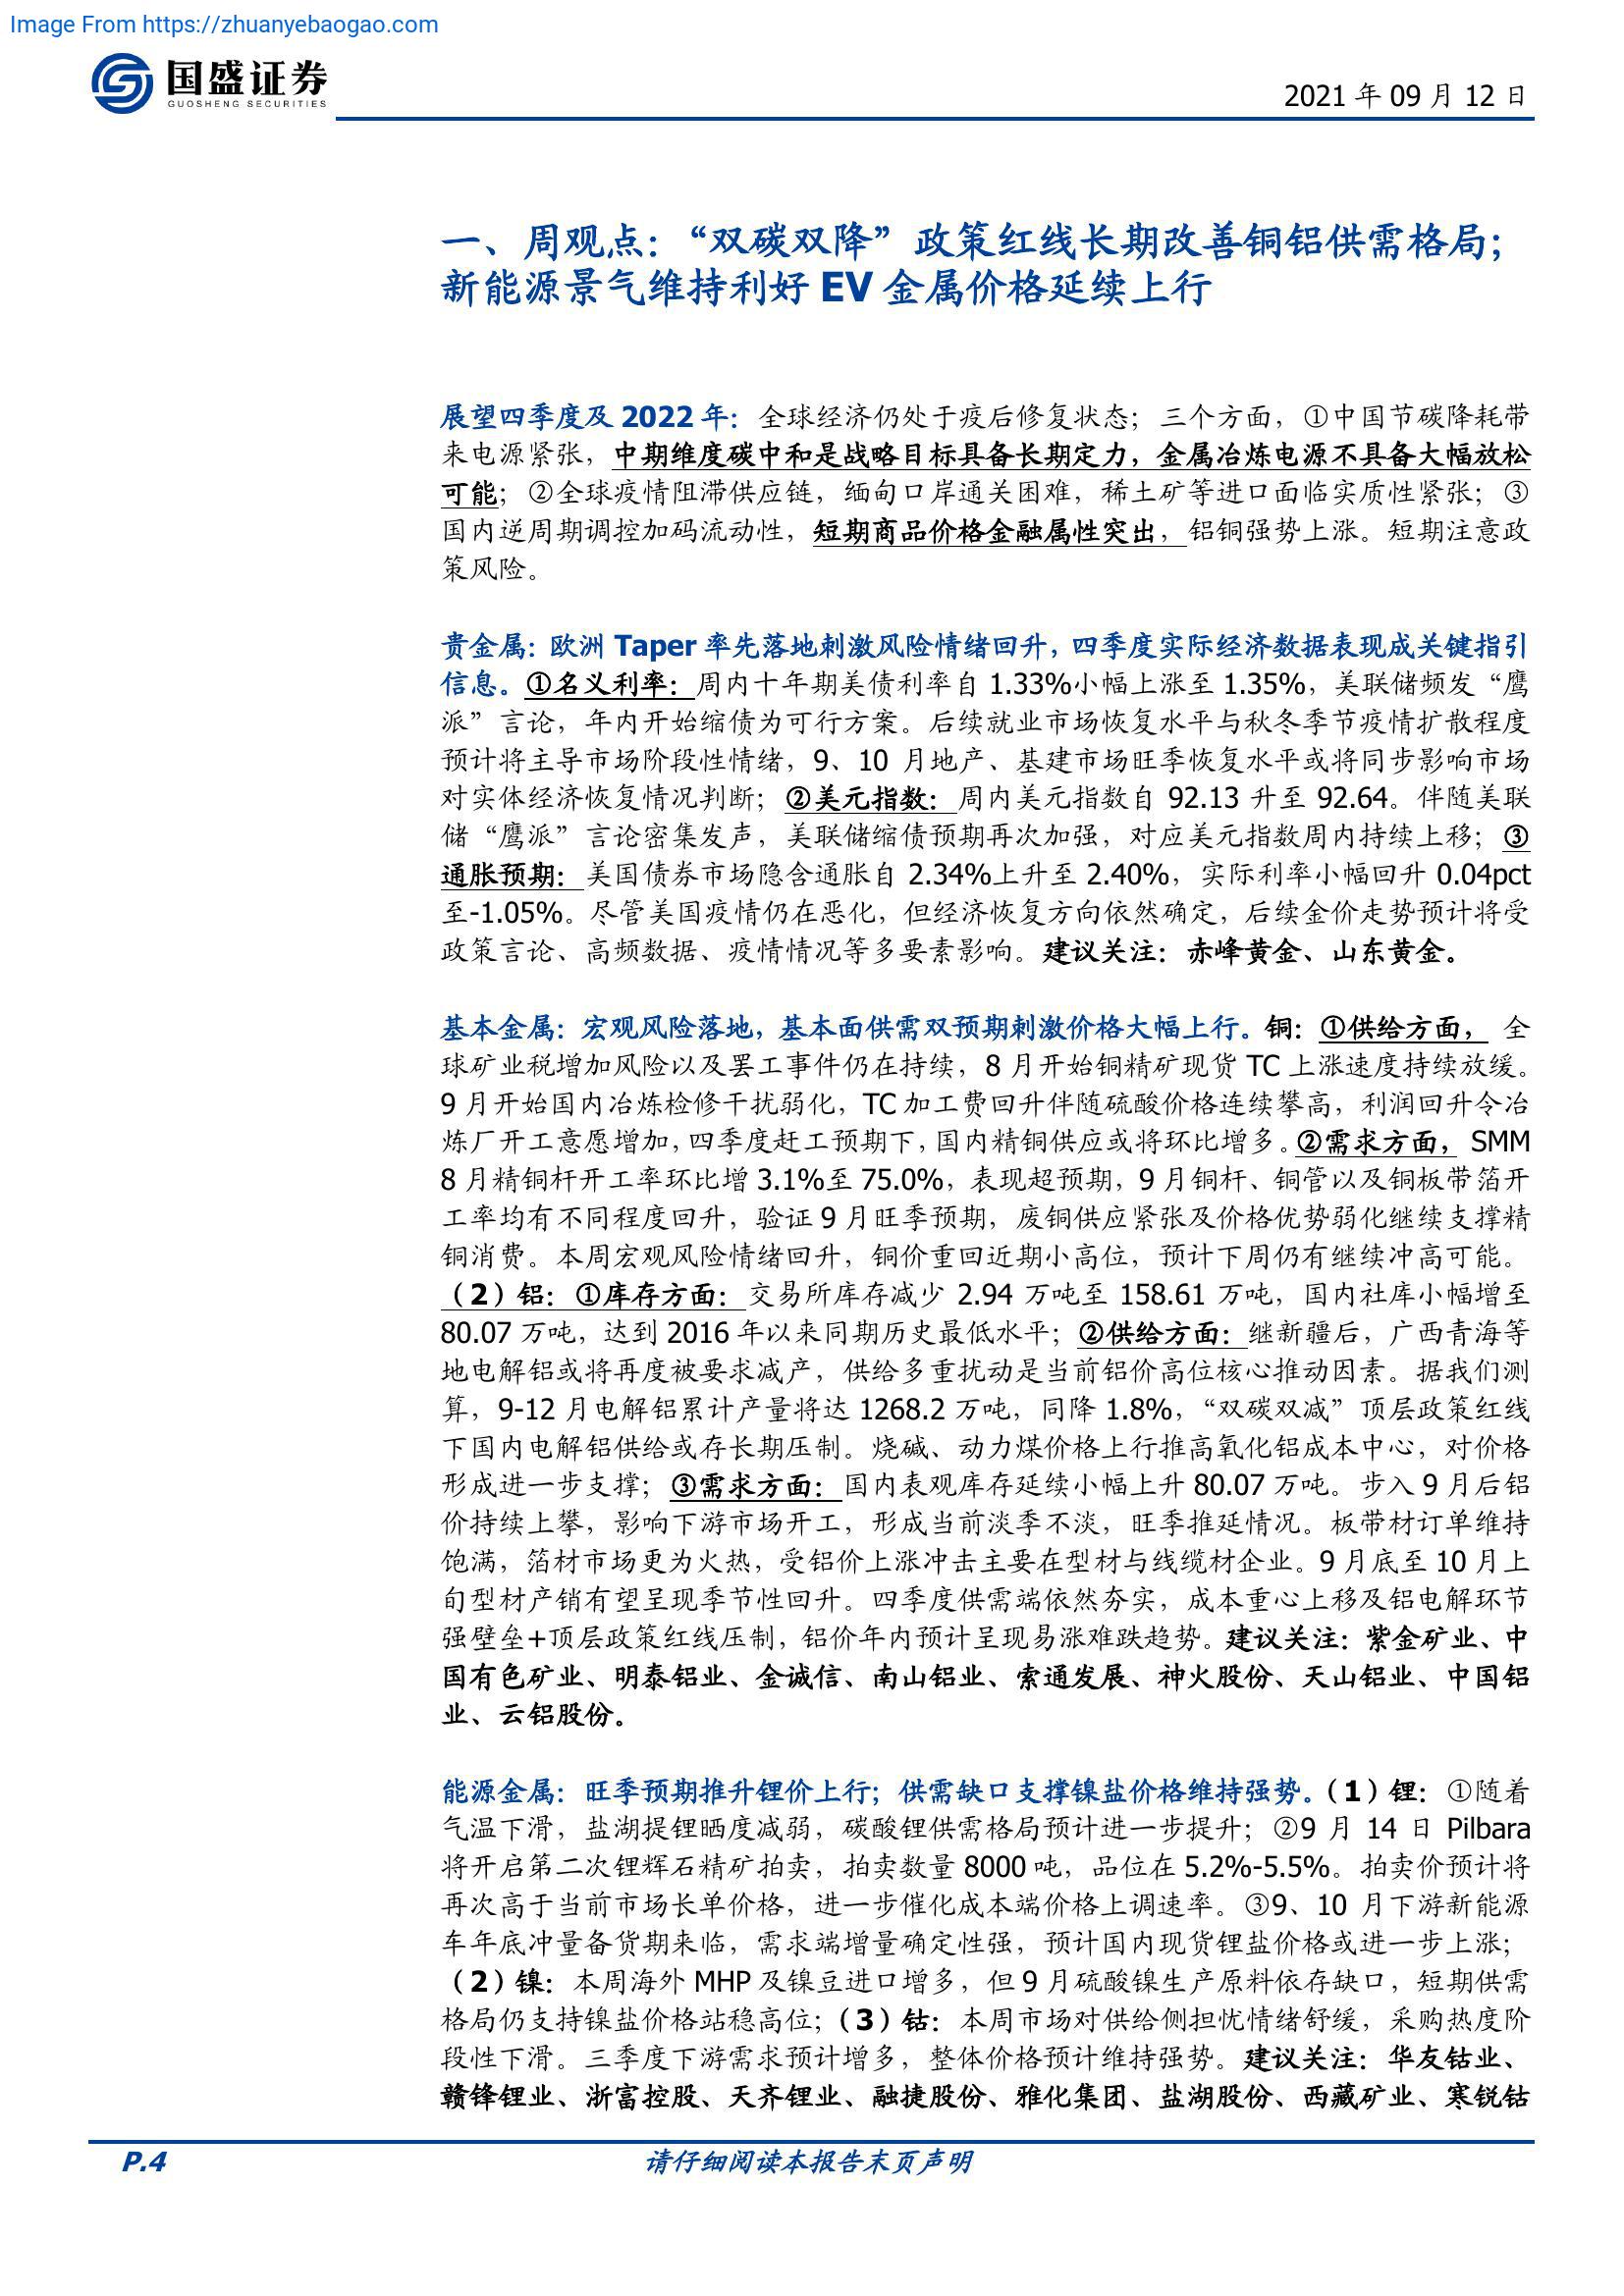 Image From https://zhuanyebaogao.com
国盛证券
GUOSHENG SECURITIES
2021 年 09 月 12 日
一、周观点：“双碳双降”政策红线长期改善铜铝供需格局；
新能源景气维持利好 EV 金属价格延续上行
展望四季度及 2022 年：全球经济仍处于疫后修复状态；三个方面，①中国节碳降耗带
来电源紧张，中期维度碳中和是战略目标具备长期定力，金属冶炼电源不具备大幅放松
可能；②全球疫情阻滞供应链，缅甸口岸通关困难，稀土矿等进口面临实质性紧张；③
国内逆周期调控加码流动性，短期商品价格金融属性突出，铝铜强势上涨。短期注意政
策风险。
贵金属：欧洲 Taper 率先落地刺激风险情绪回升，四季度实际经济数据表现成关键指引
信息。①名义利率：周内十年期美债利率自 1.33%小幅上涨至 1.35%，美联储频发“鹰
派”言论，年内开始缩债为可行方案。后续就业市场恢复水平与秋冬季节疫情扩散程度
预计将主导市场阶段性情绪，9、10 月地产、基建市场旺季恢复水平或将同步影响市场
对实体经济恢复情况判断；②美元指数：周内美元指数自 92.13 升至 92.64。伴随美联
储“鹰派”言论密集发声，美联储缩债预期再次加强，对应美元指数周内持续上移；③
通胀预期：美国债券市场隐含通胀自 2.34%上升至 2.40%，实际利率小幅回升 0.04pct
至-1.05%。尽管美国疫情仍在恶化，但经济恢复方向依然确定，后续金价走势预计将受
政策言论、高频数据、疫情情况等多要素影响。建议关注：赤峰黄金、山东黄金。
基本金属：宏观风险落地，基本面供需双预期刺激价格大幅上行。铜：①供给方面， 全
球矿业税增加风险以及罢工事件仍在持续，8 月开始铜精矿现货 TC 上涨速度持续放缓。
9 月开始国内冶炼检修干扰弱化，TC 加工费回升伴随硫酸价格连续攀高，利润回升令冶
炼厂开工意愿增加，四季度赶工预期下，国内精铜供应或将环比增多。②需求方面， SMM
8 月精铜杆开工率环比增 3.1%至 75.0%，表现超预期，9 月铜杆、铜管以及铜板带箔开
工率均有不同程度回升，验证 9 月旺季预期，废铜供应紧张及价格优势弱化继续支撑精
铜消费。本周宏观风险情绪回升，铜价重回近期小高位，预计下周仍有继续冲高可能。
（2）铝：①库存方面：交易所库存减少 2.94 万吨至 158.61 万吨，国内社库小幅增至
80.07 万吨，达到 2016 年以来同期历史最低水平；②供给方面：继新疆后，广西青海等
地电解铝或将再度被要求减产，供给多重扰动是当前铝价高位核心推动因素。据我们测
算，9-12 月电解铝累计产量将达 1268.2 万吨，同降 1.8%，“双碳双减”顶层政策红线
下国内电解铝供给或存长期压制。烧碱、动力煤价格上行推高氧化铝成本中心，对价格
形成进一步支撑；③需求方面：国内表观库存延续小幅上升 80.07 万吨。步入 9 月后铝
价持续上攀，影响下游市场开工，形成当前淡季不淡，旺季推延情况。板带材订单维持
饱满，箔材市场更为火热，受铝价上涨冲击主要在型材与线缆材企业。9 月底至 10 月上
旬型材产销有望呈现季节性回升。四季度供需端依然夯实，成本重心上移及铝电解环节
强壁垒+顶层政策红线压制，铝价年内预计呈现易涨难跌趋势。建议关注：紫金矿业、中
国有色矿业、明泰铝业、金诚信、南山铝业、索通发展、神火股份、天山铝业、中国铝
业、云铝股份。
能源金属：旺季预期推升锂价上行；供需缺口支撑镍盐价格维持强势。（1）锂：①随着
气温下滑，盐湖提锂晒度减弱，碳酸锂供需格局预计进一步提升；②9 月 14 日 Pilbara
将开启第二次锂辉石精矿拍卖，拍卖数量 8000 吨，品位在 5.2%-5.5%。拍卖价预计将
再次高于当前市场长单价格，进一步催化成本端价格上调速率。③9、10 月下游新能源
车年底冲量备货期来临，需求端增量确定性强，预计国内现货锂盐价格或进一步上涨；
（2）镍：本周海外 MHP 及镍豆进口增多，但 9 月硫酸镍生产原料依存缺口，短期供需
格局仍支持镍盐价格站稳高位；（3）钴：本周市场对供给侧担忧情绪舒缓，采购热度阶
段性下滑。三季度下游需求预计增多，整体价格预计维持强势。建议关注：华友钴业、
赣锋锂业、浙富控股、天齐锂业、融捷股份、雅化集团、盐湖股份、西藏矿业、寒锐钴
P.4
请仔细阅读本报告末页声明